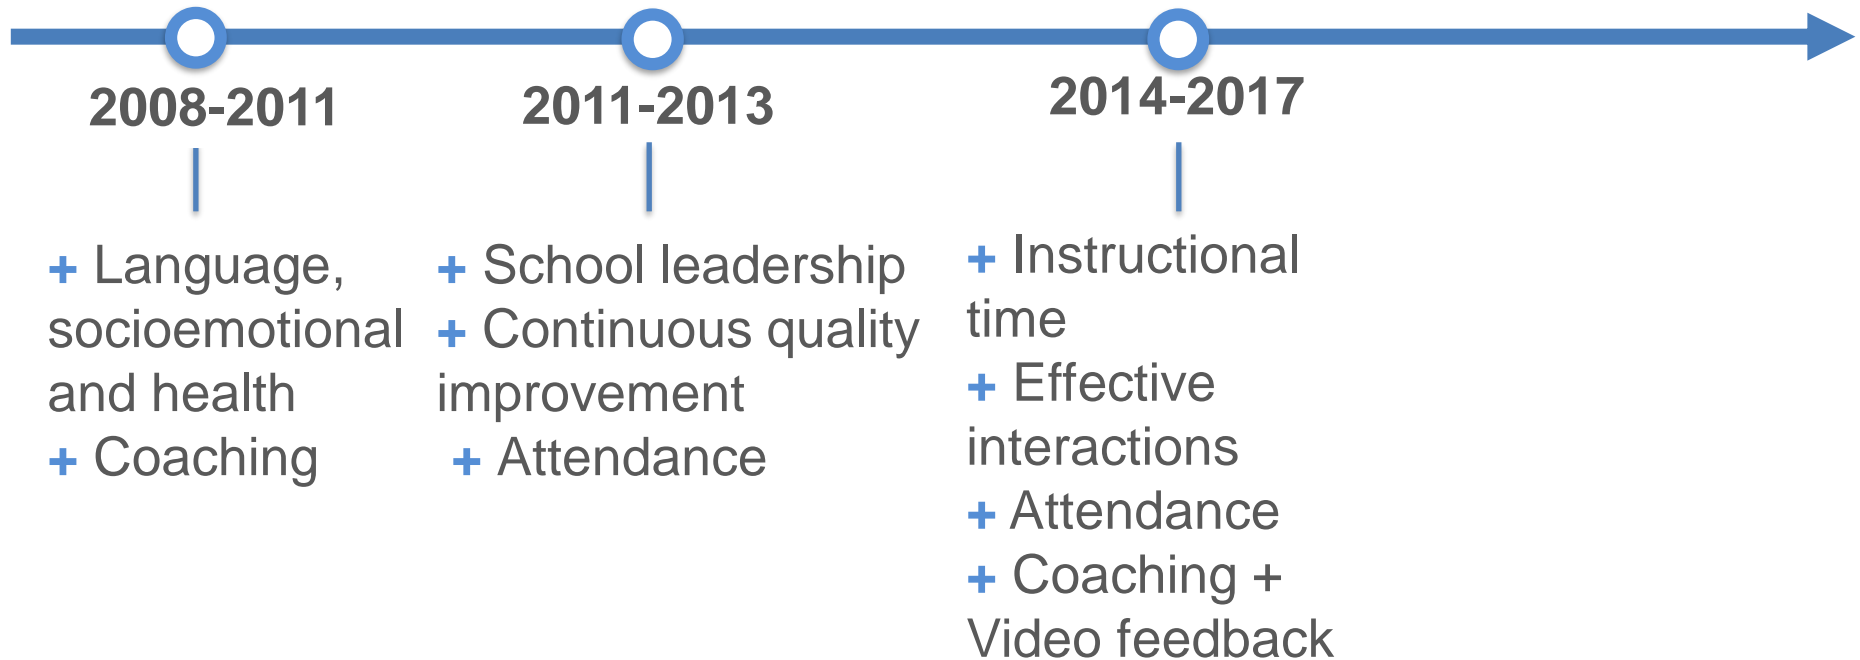 2008-2011
+ Language,
socioemotional
and health
+ Coaching
2011-2013
+ School leadership
+ Continuous quality
improvement
+ Attendance
2014-2017
+ Instructional
time
+ Effective
interactions
+ Attendance
+ Coaching +
Video feedback